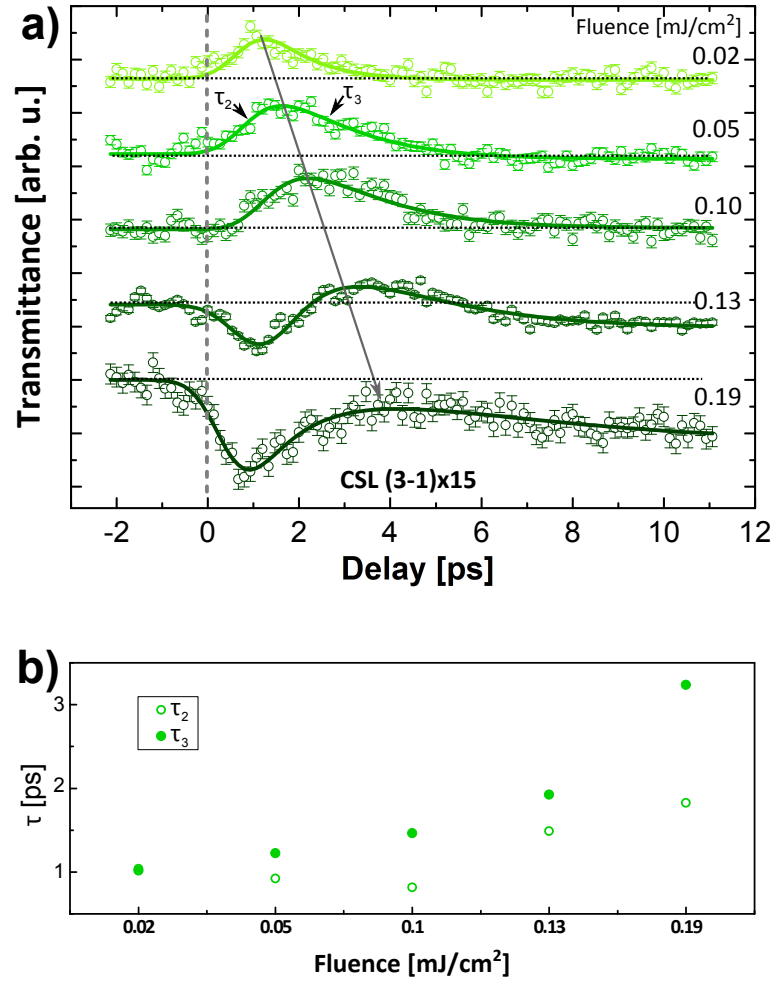 a)
Fluence [mJ/cm²]
0.02
τ₂
τ₃
0.05
0.10
0.13
0.19
CSL (3-1)x15
Transmittance [arb. u.]
-2 0 2 4 6 8 10 12
Delay [ps]
b)
3
2
1
τ₂
τ₃
τ [ps]
0.02 0.05 0.1 0.13 0.19
Fluence [mJ/cm²]